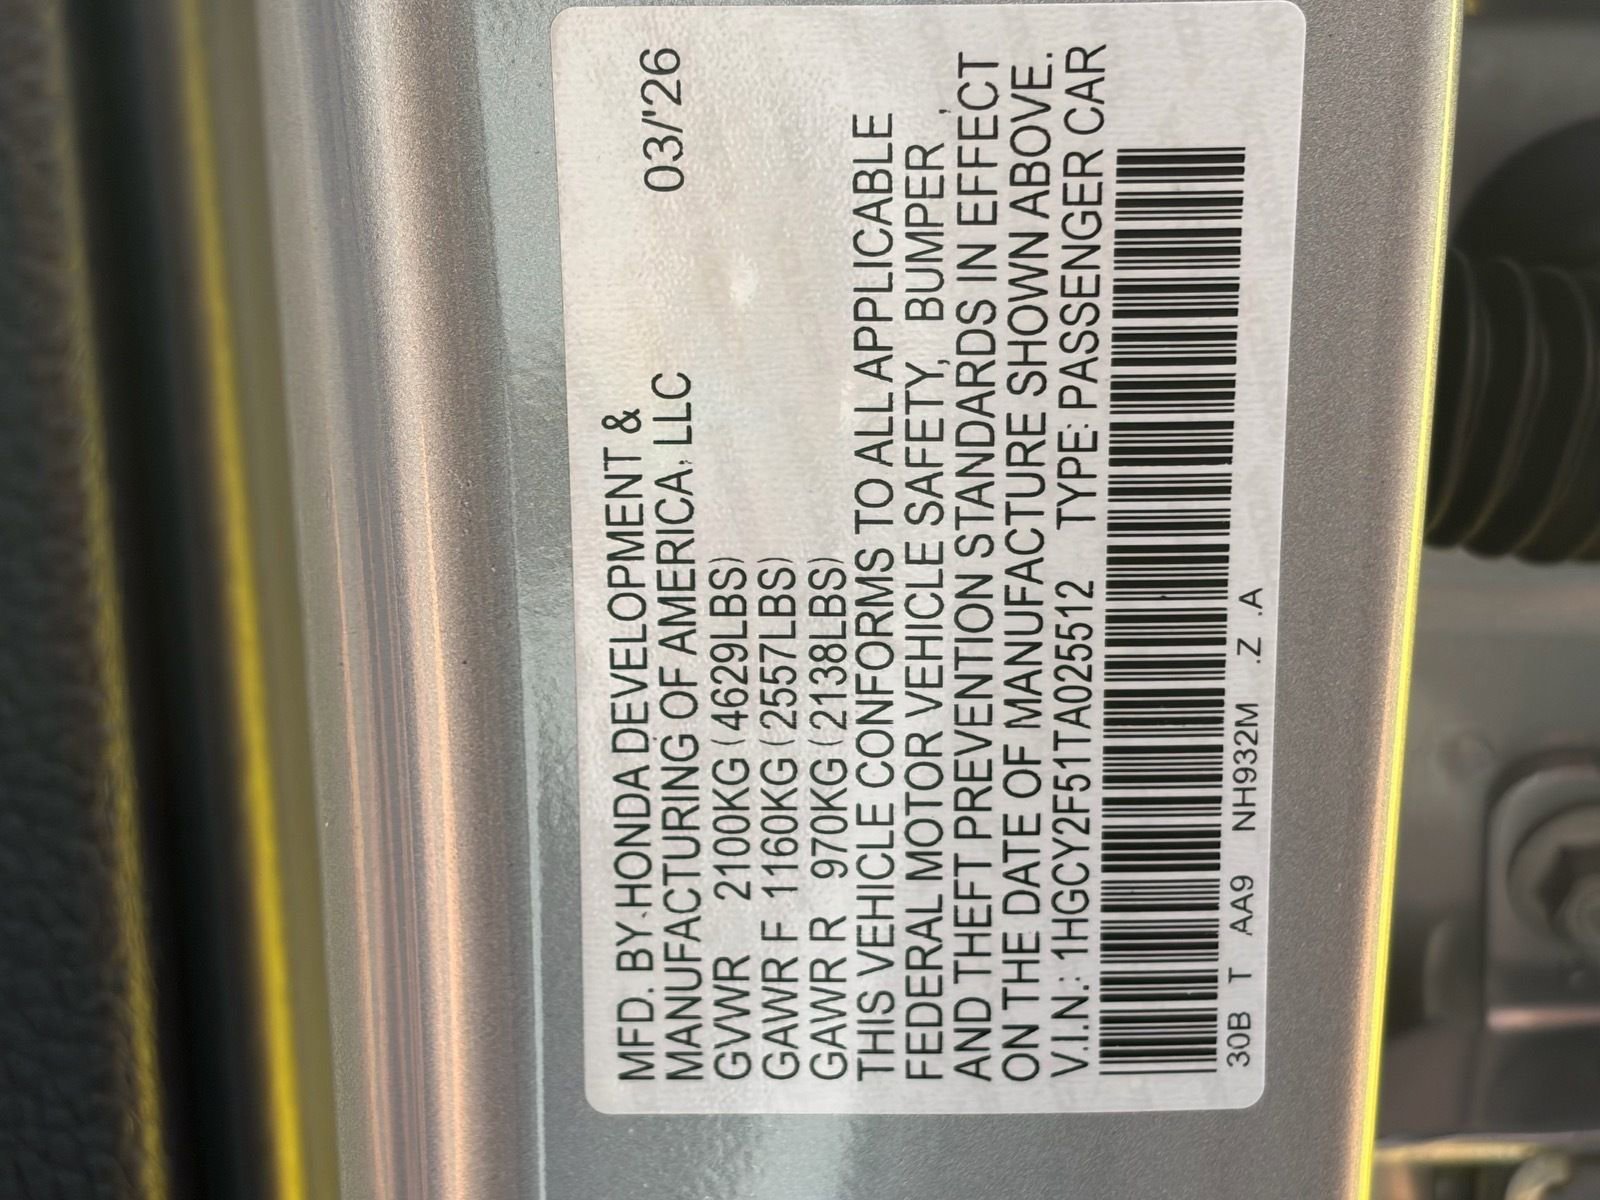 MFD. BY HONDA DEVELOPMENT &
MANUFACTURING OF AMERICA, LLC 03/'26
GVWR 2100KG (4629LBS)
GAWR F 1160KG (2557LBS)
GAWR R 970KG (2138LBS)
THIS VEHICLE CONFORMS TO ALL APPLICABLE
FEDERAL MOTOR VEHICLE SAFETY, BUMPER,
AND THEFT PREVENTION STANDARDS IN EFFECT
ON THE DATE OF MANUFACTURE SHOWN ABOVE.
V.I.N.: 1HGCY2F51TA025512 TYPE: PASSENGER CAR
30B T AA9 NH932M .Z .A